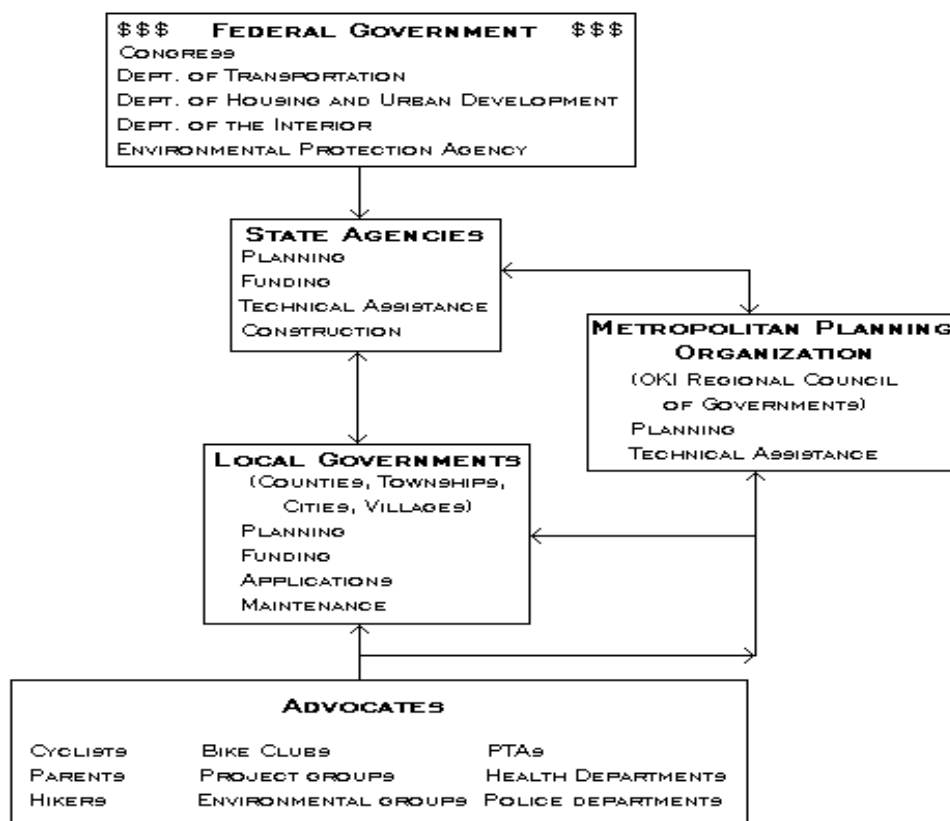 $$$ Federal Government $$$
Congress
Dept. of Transportation
Dept. of Housing and Urban Development
Dept. of the Interior
Environmental Protection Agency
State Agencies
Planning
Funding
Technical Assistance
Construction
Metropolitan Planning
Organization
(OKI Regional Council
of Governments)
Planning
Technical Assistance
Local Governments
(Counties, Townships,
Cities, Villages)
Planning
Funding
Applications
Maintenance
Advocates
Cyclists Bike Clubs PTAs
Parents Project groups Health Departments
Hikers Environmental groups Police departments